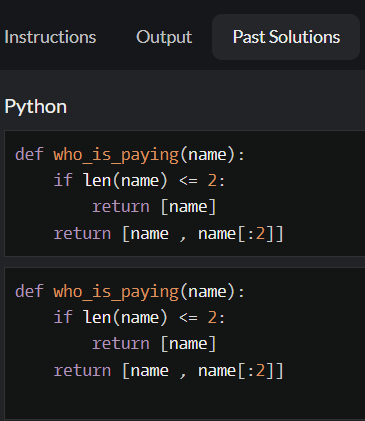 Instructions Output Past Solutions
Python
def who_is_paying(name):
    if len(name) <= 2:
        return [name]
    return [name , name[:2]]
def who_is_paying(name):
    if len(name) <= 2:
        return [name]
    return [name , name[:2]]